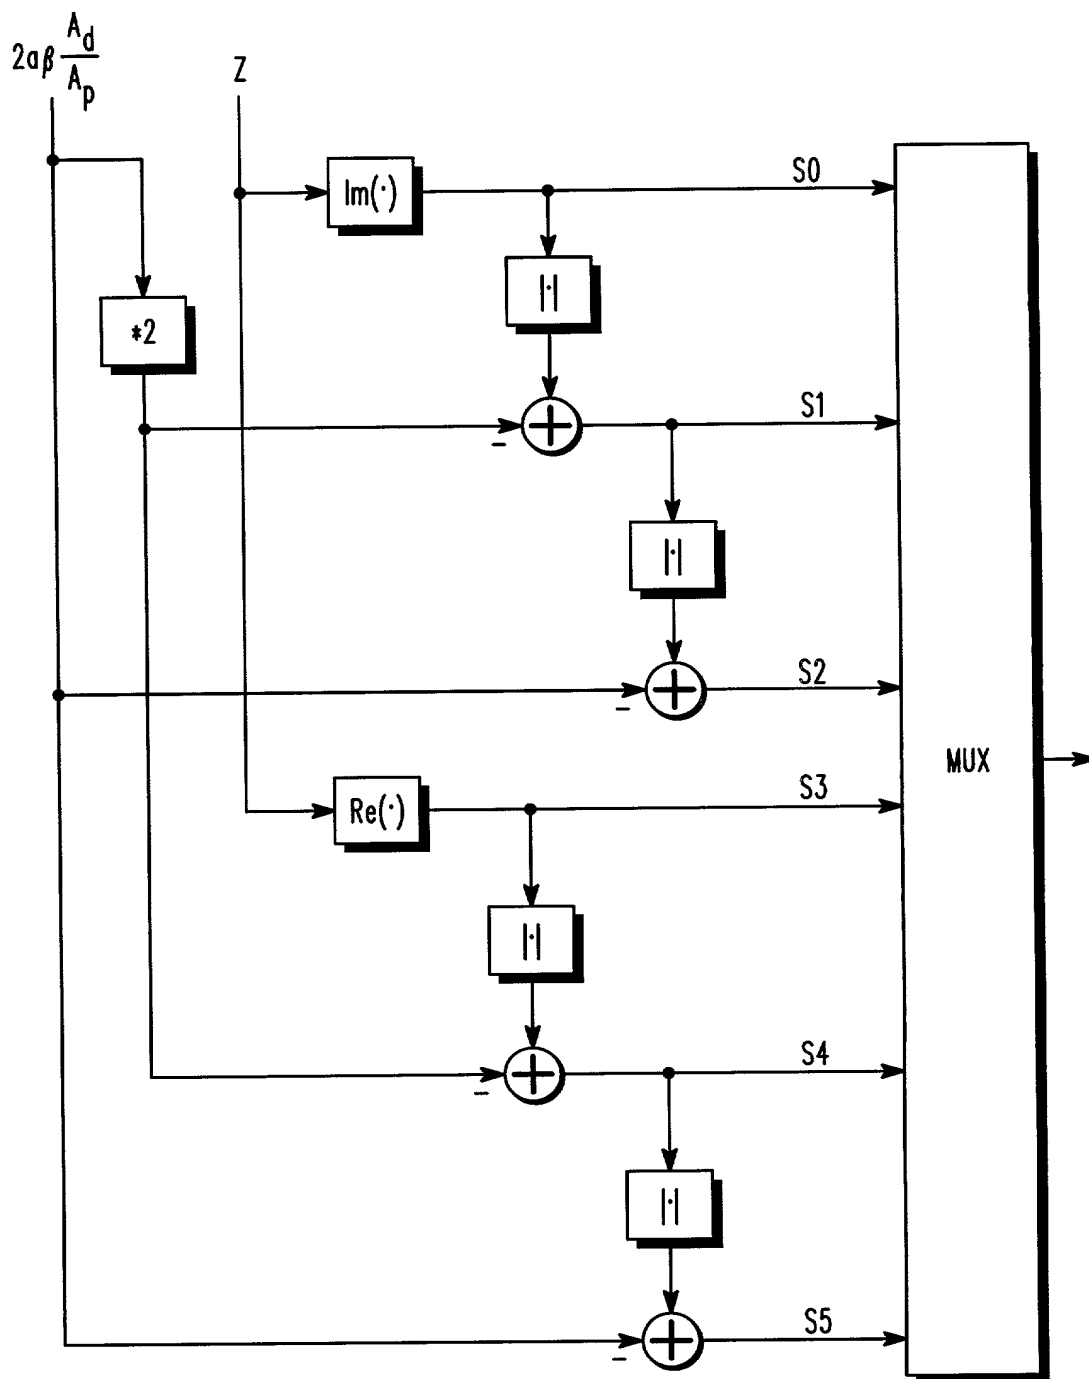 2aβ A_d/A_p
Z
Im(·)
S0
|·|
*2
S1
-
|·|
S2
-
MUX
Re(·)
S3
|·|
S4
-
|·|
S5
-